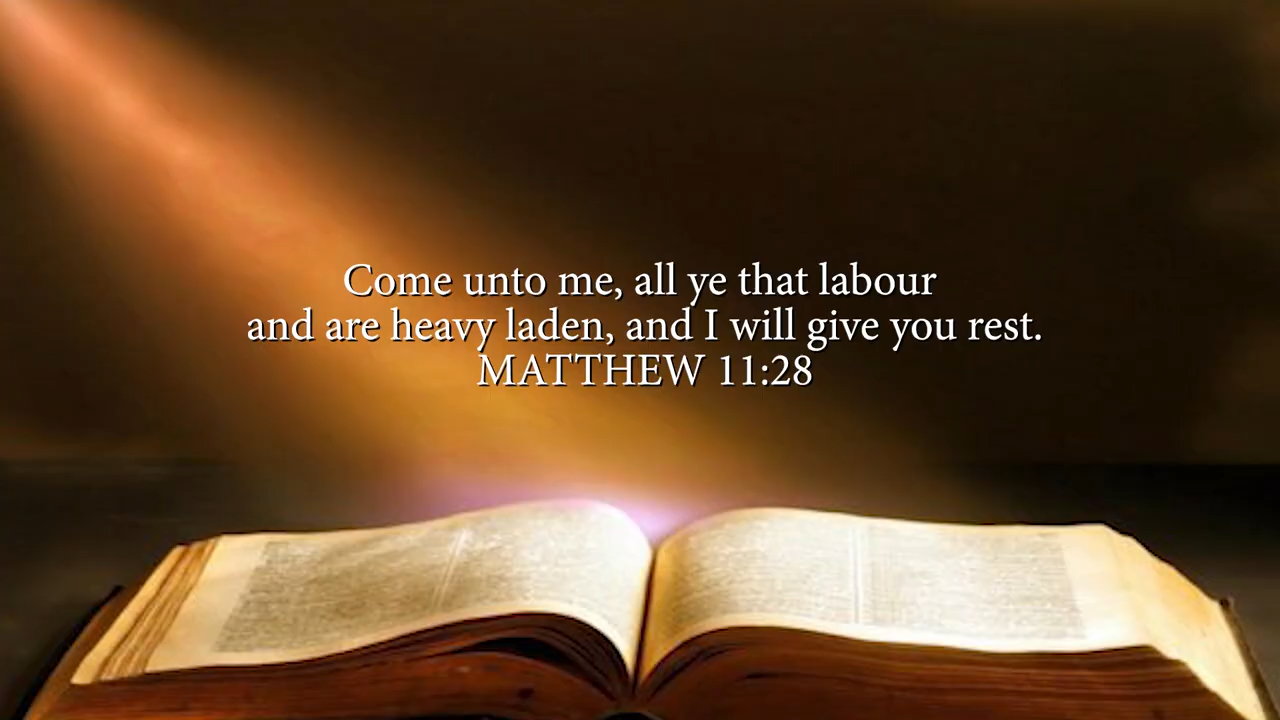 Come unto me, all ye that labour
and are heavy laden, and I will give you rest.
MATTHEW 11:28